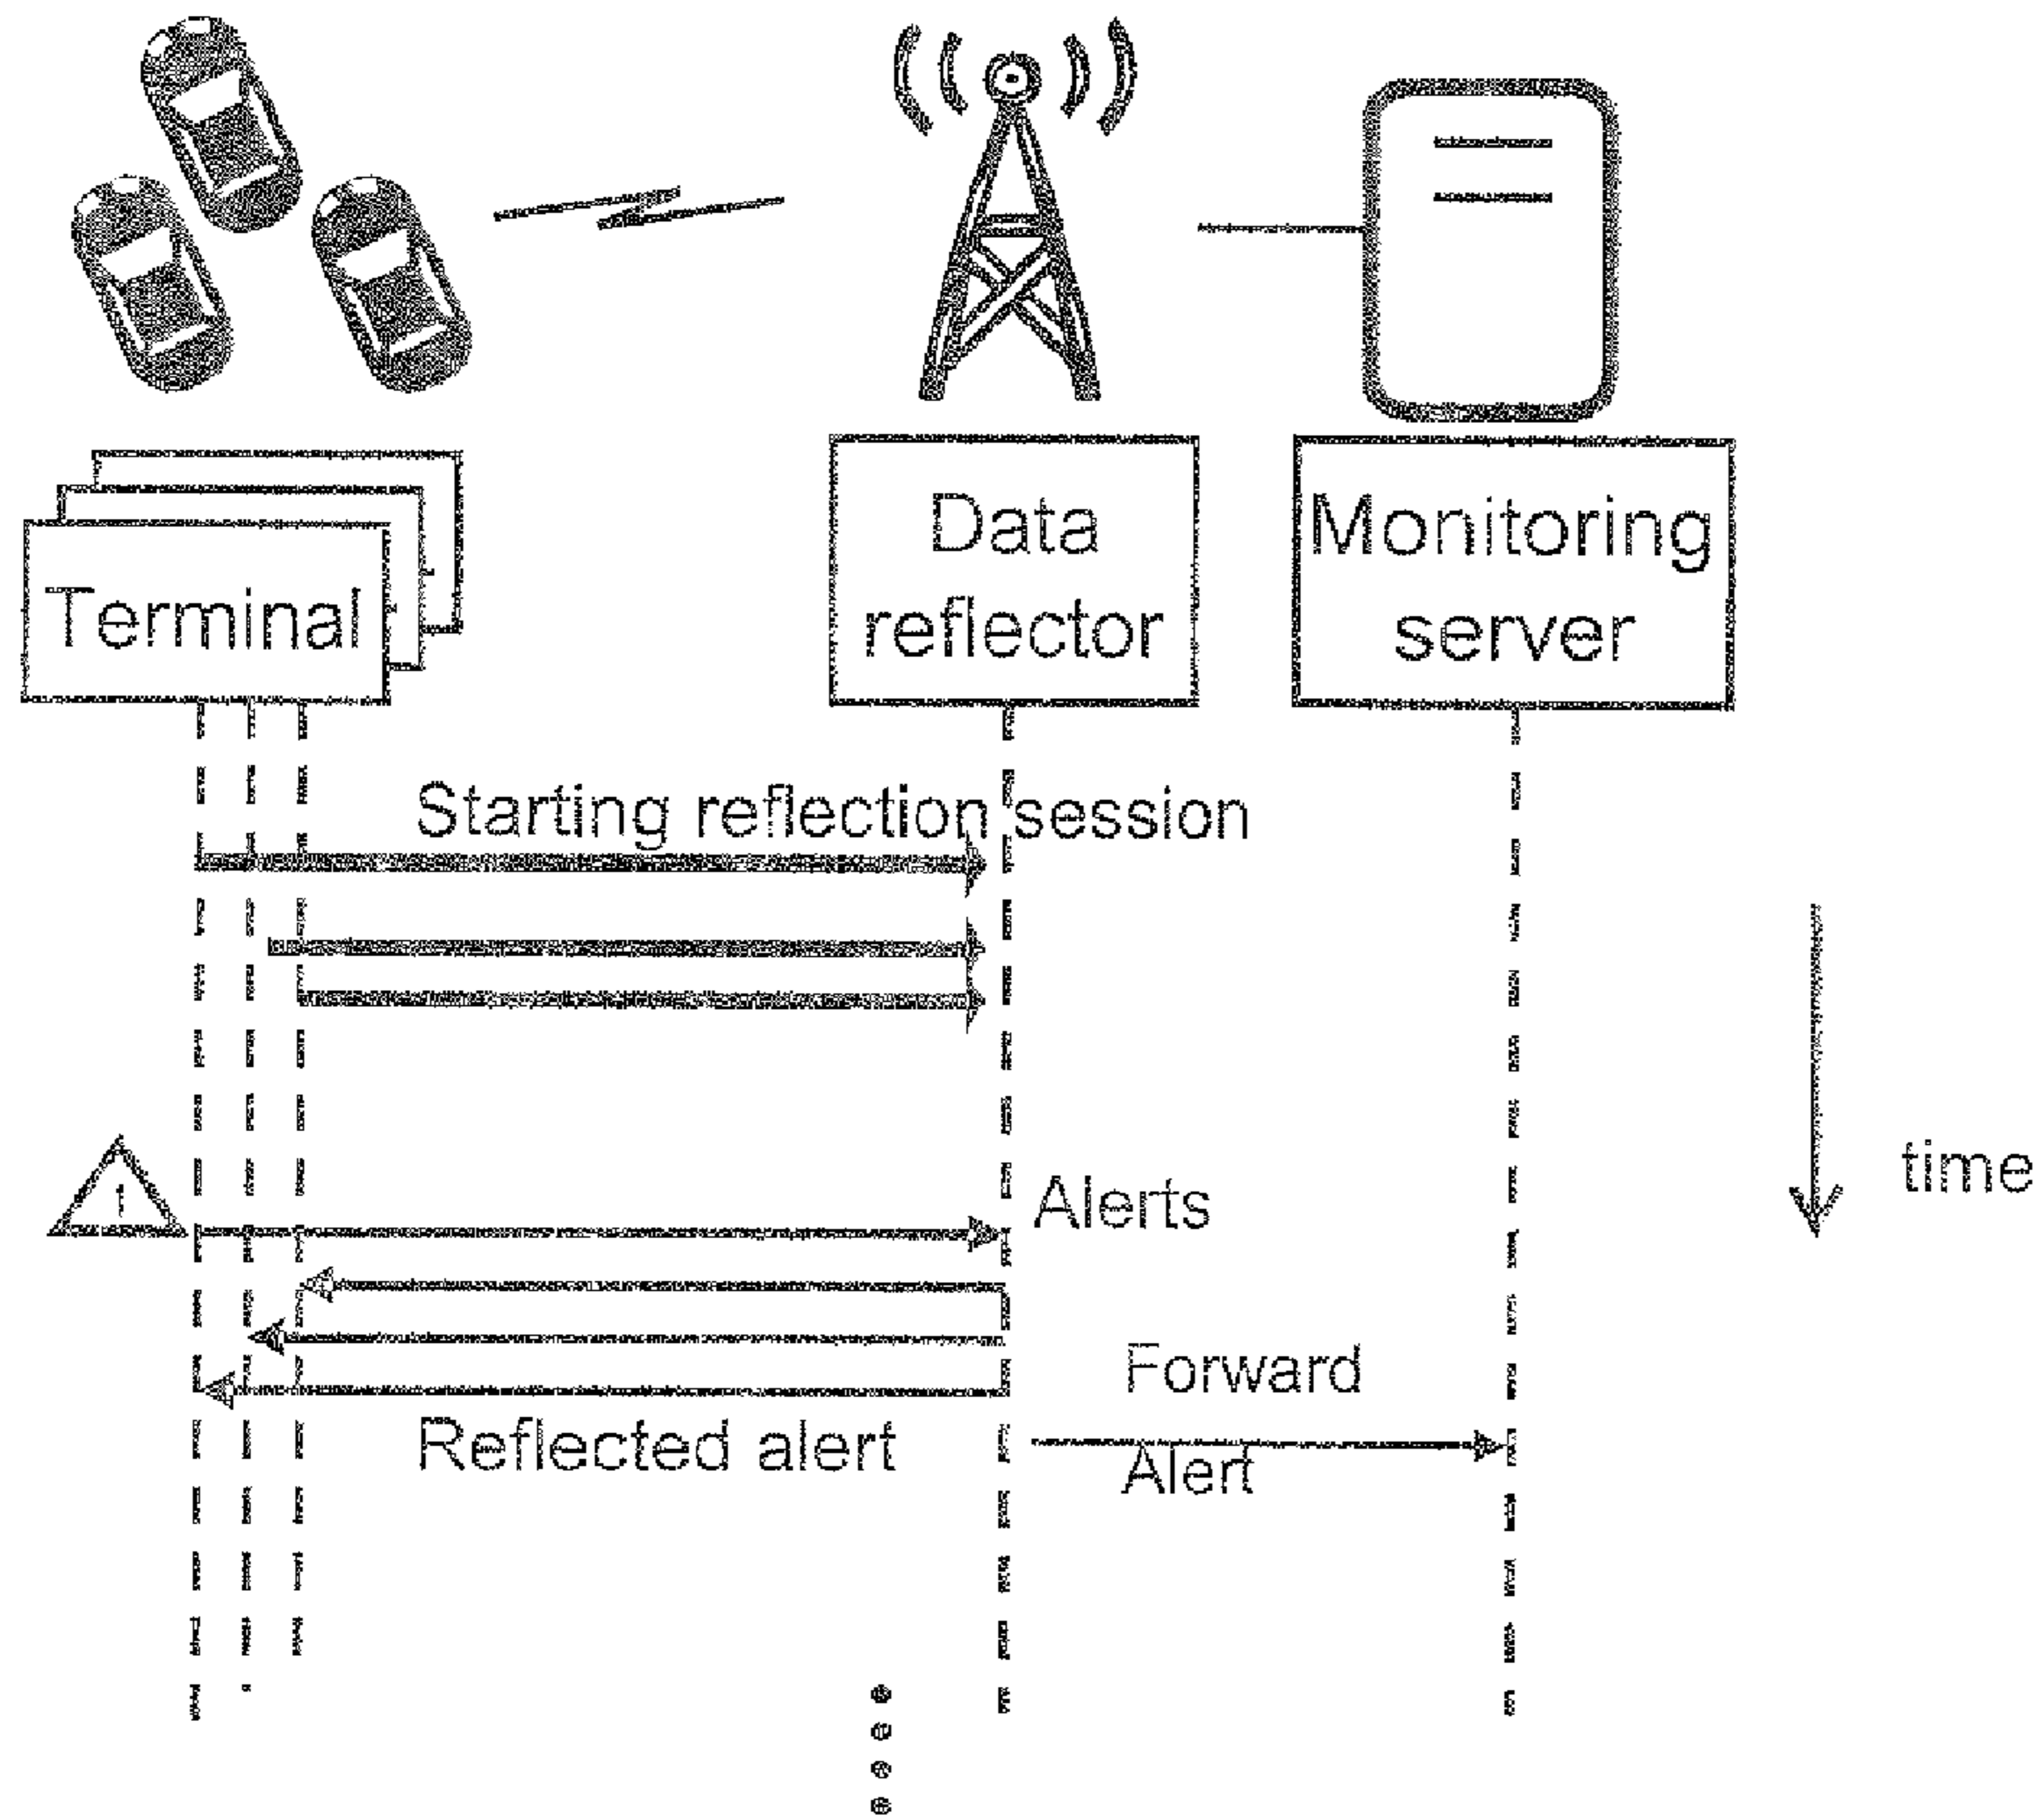 Terminal
Data
reflector
Monitoring
server
Starting reflection session
time
Alerts
Forward
Alert
Reflected alert